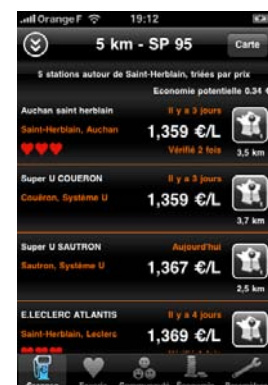 Orange F 19:12
5 km - SP 95 Carte
5 stations autour de Saint-Herblain, triées par prix
Economie potentielle 0.34 €
Auchan saint herblain Il y a 3 jours
Saint-Herblain, Auchan 1,359 €/L
Vérifié 2 fois 3,5 km
Super U COUERON Il y a 3 jours
Couëron, Système U 1,359 €/L
3,7 km
Super U SAUTRON Aujourd'hui
Sautron, Système U 1,367 €/L
2,5 km
E.LECLERC ATLANTIS Il y a 4 jours
Saint-Herblain, Leclerc 1,369 €/L